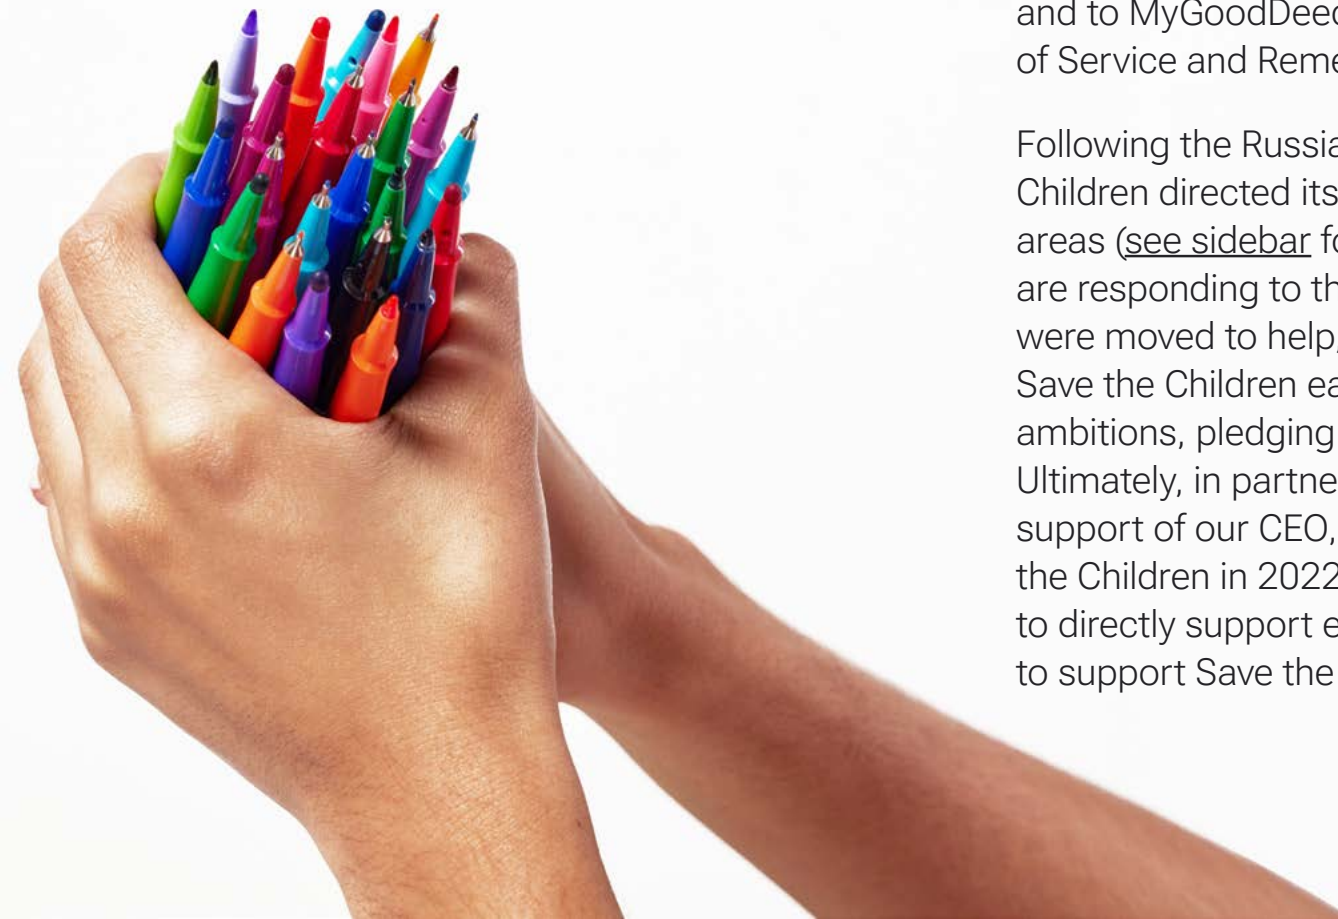 and to MyGoodDeed
of Service and Reme
Following the Russia
Children directed its
areas (see sidebar fo
are responding to th
were moved to help,
Save the Children ea
ambitions, pledging
Ultimately, in partne
support of our CEO,
the Children in 2022
to directly support e
to support Save the